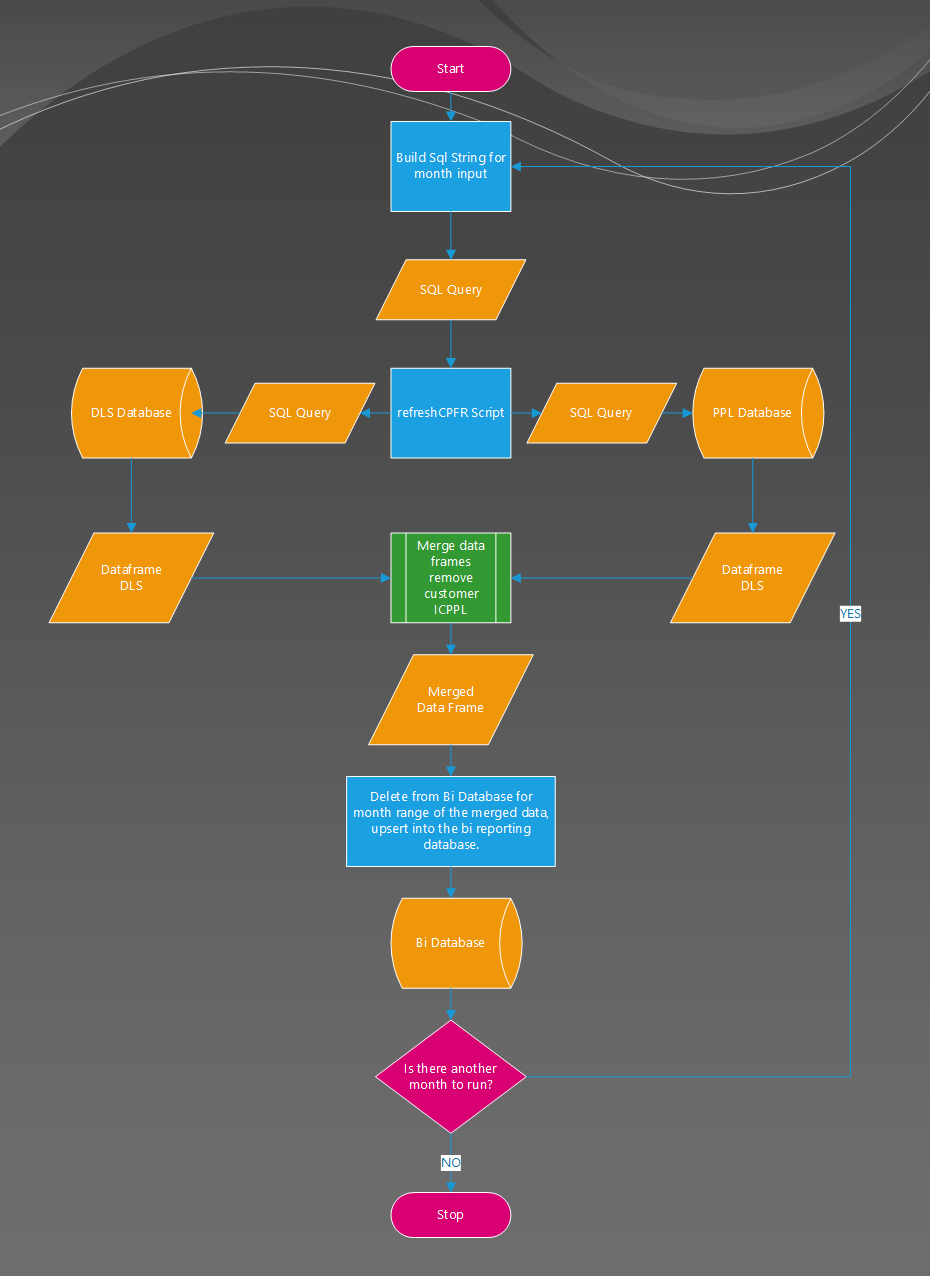 Start
Build Sql String for
month input
SQL Query
DLS Database
SQL Query
refreshCPFR Script
SQL Query
PPL Database
Dataframe
DLS
Merge data
frames
remove
customer
ICPPL
Dataframe
DLS
YES
Merged
Data Frame
Delete from Bi Database for
month range of the merged data,
upsert into the bi reporting
database.
Bi Database
Is there another
month to run?
NO
Stop